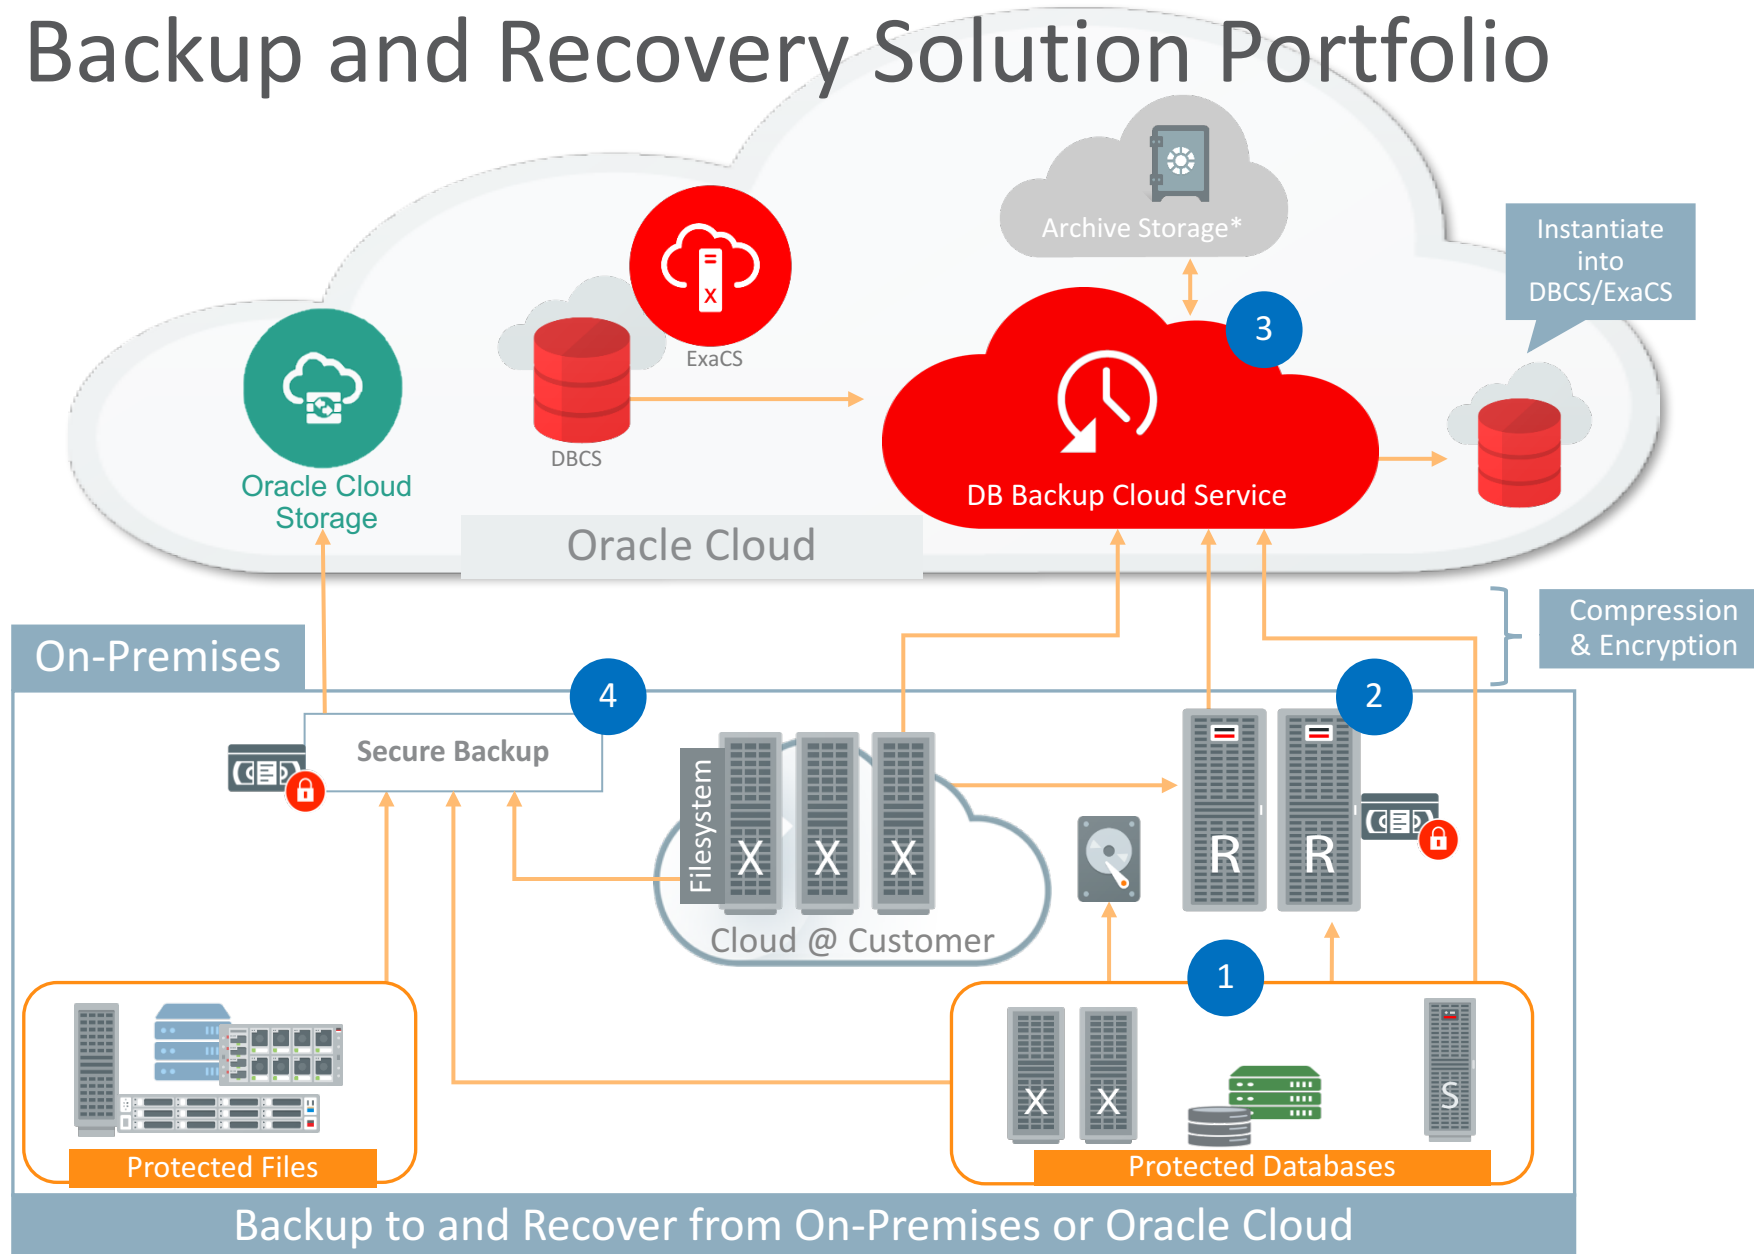 Backup and Recovery Solution Portfolio
Archive Storage*
Instantiate
into
DBCS/ExaCS
X
ExaCS
3
DBCS
Oracle Cloud
Storage
DB Backup Cloud Service
Oracle Cloud
Compression
& Encryption
On-Premises
4
2
Secure Backup
Filesystem
X X X
R R
Cloud @ Customer
1
X X
S
Protected Files
Protected Databases
Backup to and Recover from On-Premises or Oracle Cloud